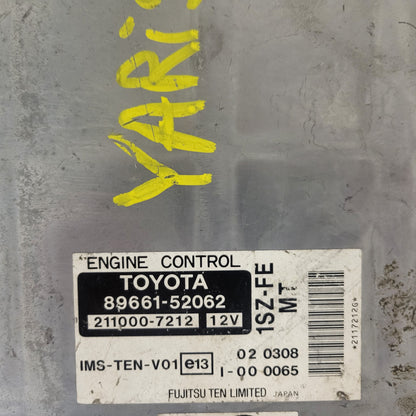 YARiS
ENGINE CONTROL
TOYOTA
89661-52062
211000-7212 12V
1SZ-FE
MT
*2117212G*
IMS-TEN-V01 e13 02 0308
I-00 0065
FUJITSU TEN LIMITED JAPAN